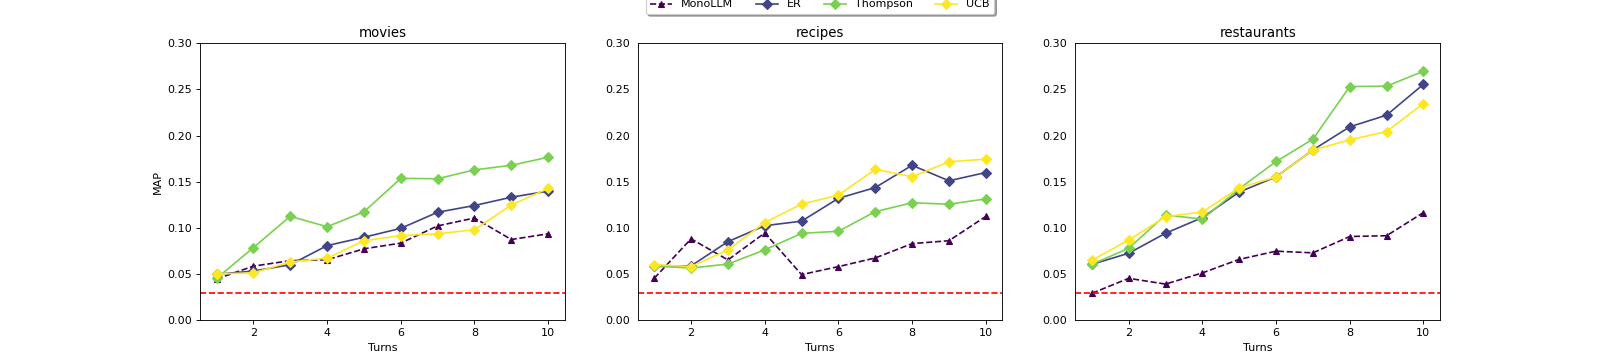 MonoLLM ER Thompson UCB
movies recipes restaurants
0.30 0.30 0.30
0.25 0.25 0.25
0.20 0.20 0.20
MAP
0.15 0.15 0.15
0.10 0.10 0.10
0.05 0.05 0.05
0.00 0.00 0.00
2 4 6 8 10 2 4 6 8 10 2 4 6 8 10
Turns Turns Turns